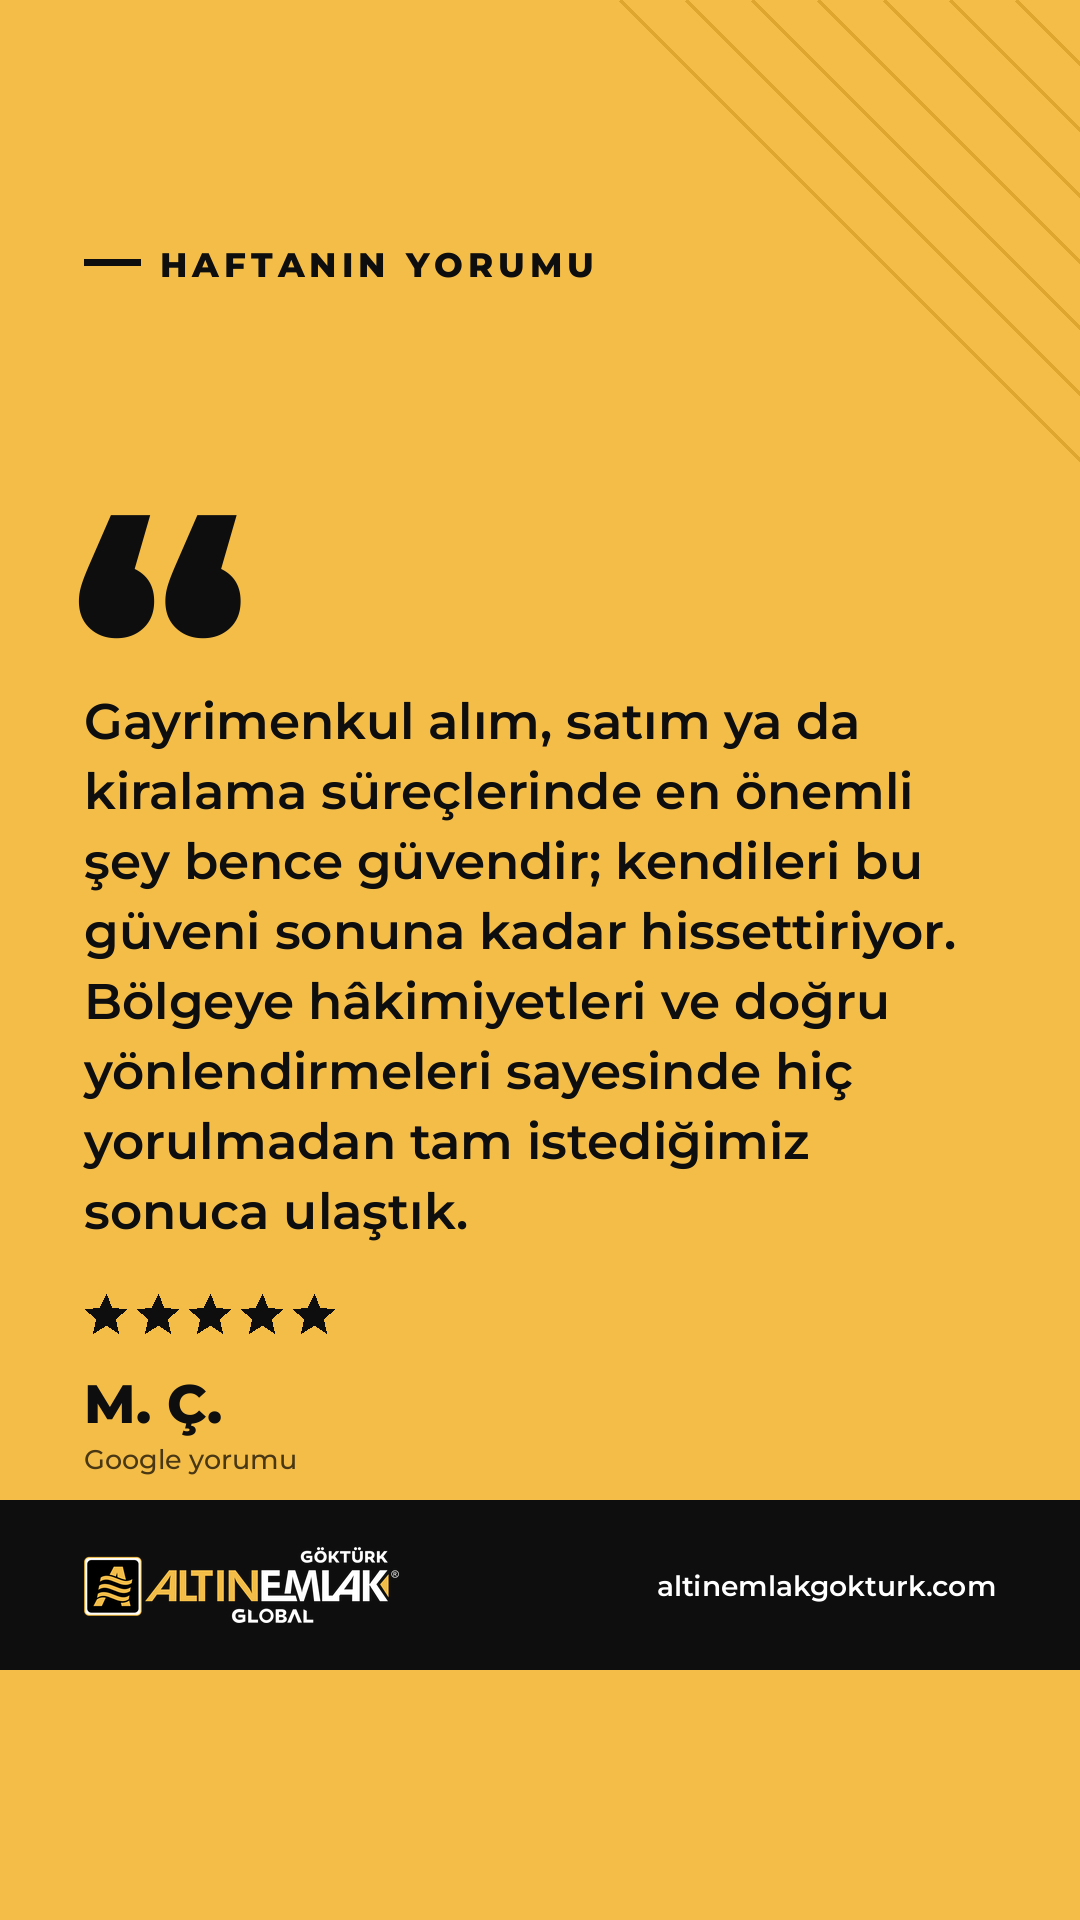 HAFTANIN YORUMU
“
Gayrimenkul alım, satım ya da
kiralama süreçlerinde en önemli
şey bence güvendir; kendileri bu
güveni sonuna kadar hissettiriyor.
Bölgeye hâkimiyetleri ve doğru
yönlendirmeleri sayesinde hiç
yorulmadan tam istediğimiz
sonuca ulaştık.
★★★★★
M. Ç.
Google yorumu
GÖKTÜRK
ALTINEMLAK®
GLOBAL
altinemlakgokturk.com